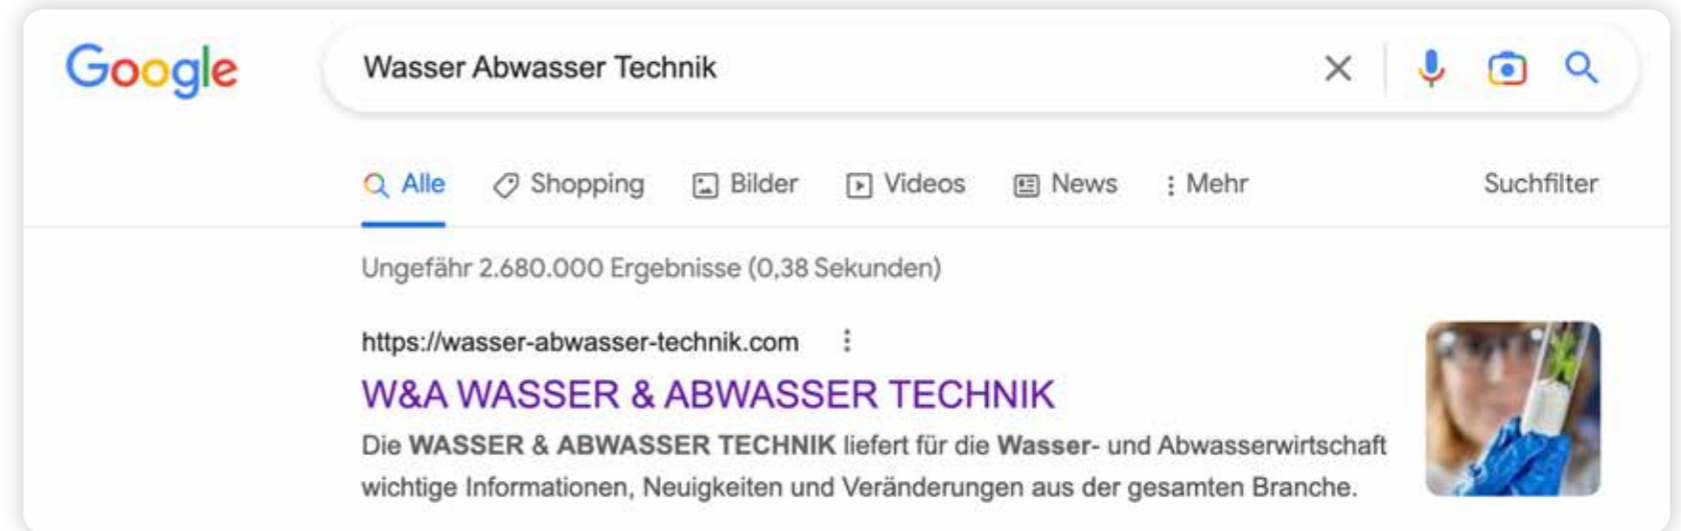 Google
Wasser Abwasser Technik
Alle Shopping Bilder Videos News Mehr Suchfilter
Ungefähr 2.680.000 Ergebnisse (0,38 Sekunden)
https://wasser-abwasser-technik.com
W&A WASSER & ABWASSER TECHNIK
Die WASSER & ABWASSER TECHNIK liefert für die Wasser- und Abwasserwirtschaft
wichtige Informationen, Neuigkeiten und Veränderungen aus der gesamten Branche.